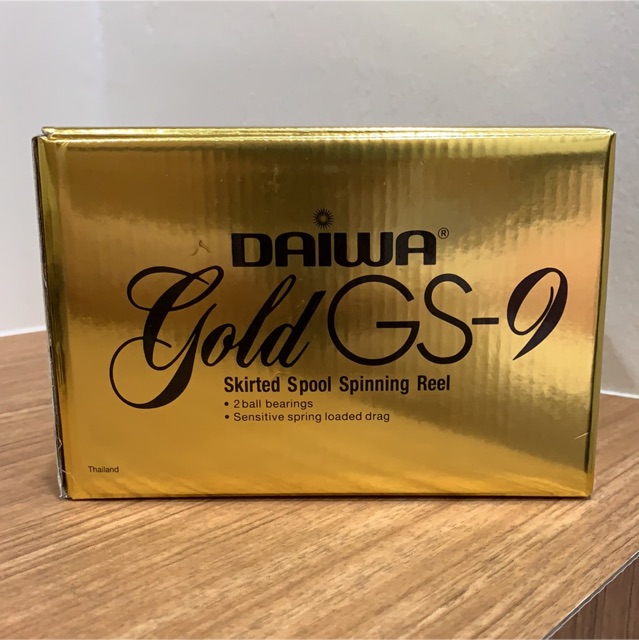 DAIWA®
Gold GS-9
Skirted Spool Spinning Reel
• 2 ball bearings
• Sensitive spring loaded drag
Thailand